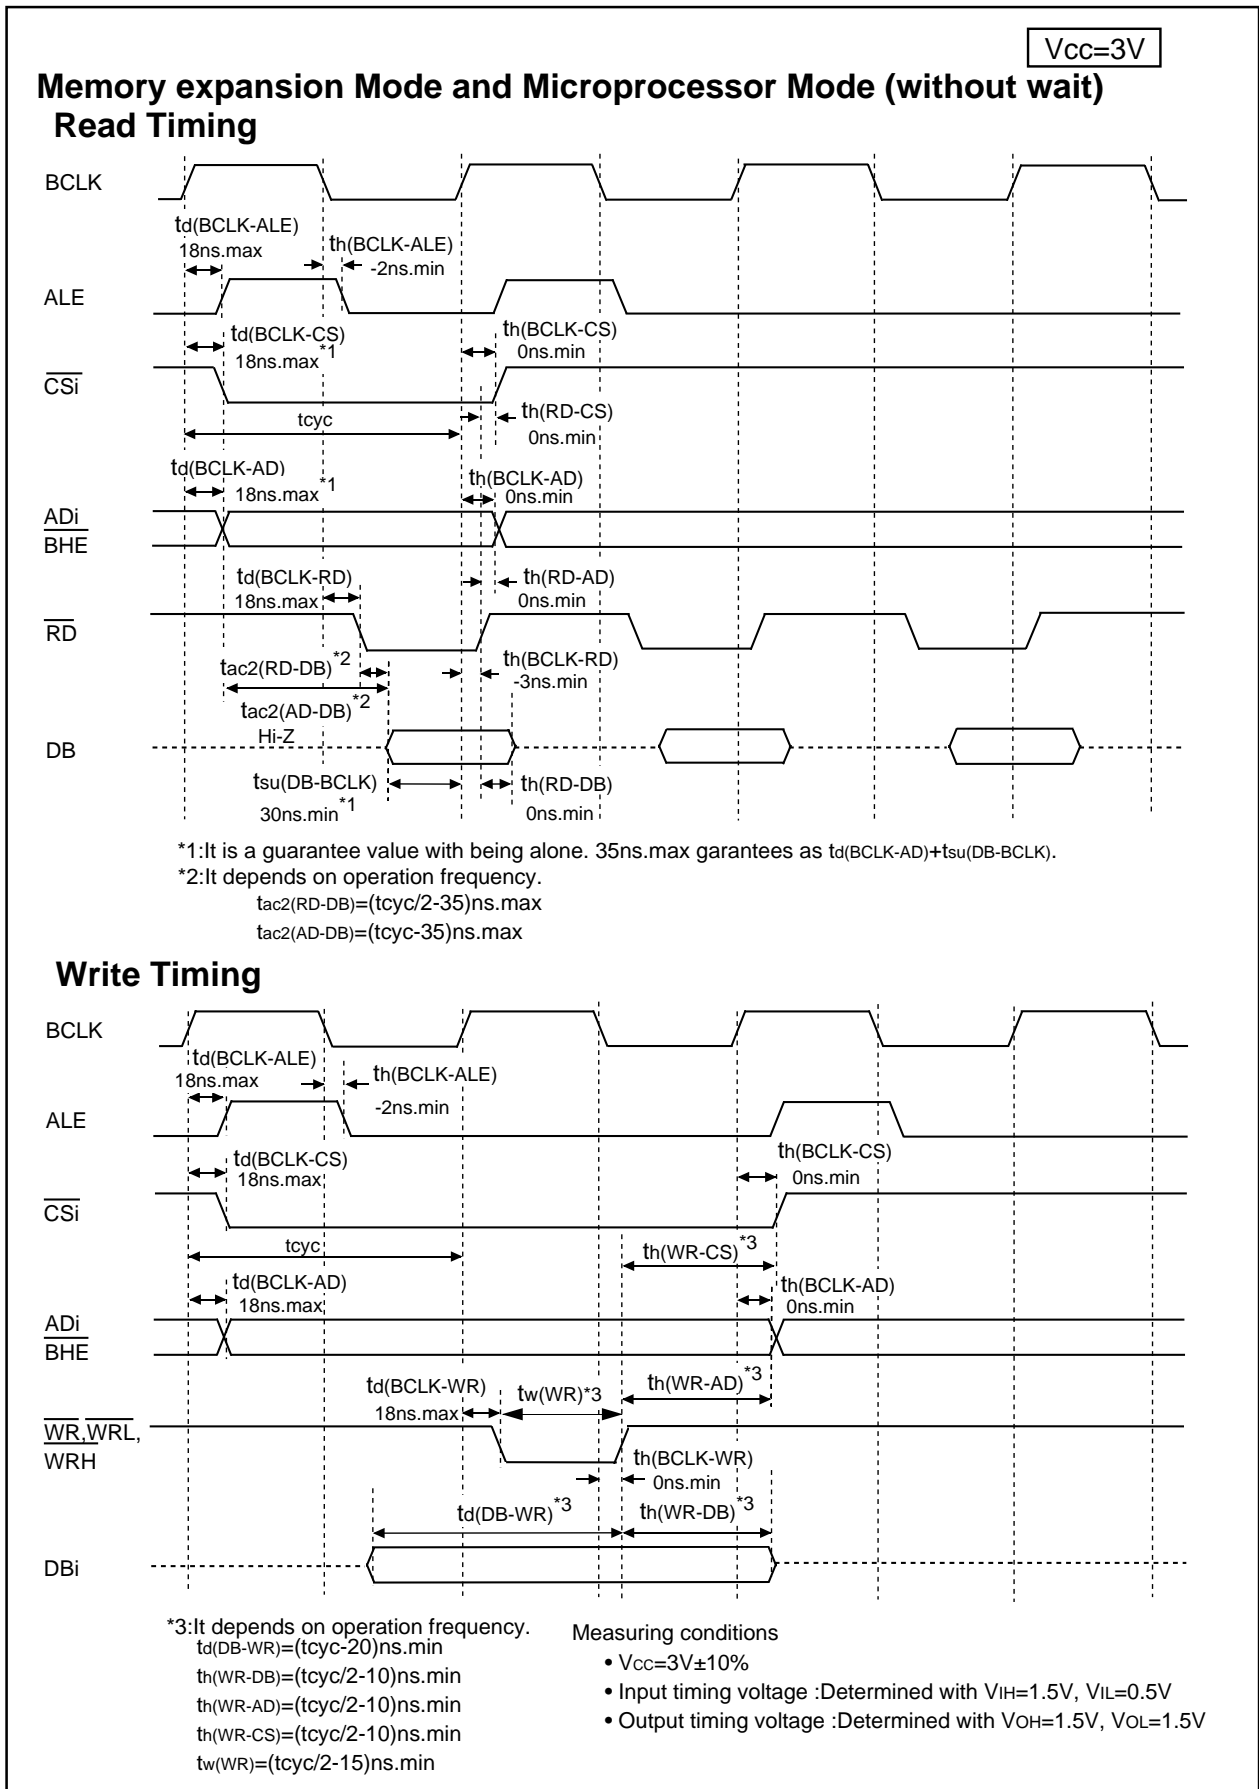 Vcc=3V
Memory expansion Mode and Microprocessor Mode (without wait)
Read Timing
BCLK
td(BCLK-ALE)
18ns.max
th(BCLK-ALE)
-2ns.min
ALE
td(BCLK-CS)
18ns.max*1
th(BCLK-CS)
0ns.min
CSi
tcyc
th(RD-CS)
0ns.min
td(BCLK-AD)
18ns.max*1
th(BCLK-AD)
0ns.min
ADi
BHE
td(BCLK-RD)
18ns.max
th(RD-AD)
0ns.min
RD
tac2(RD-DB)*2
th(BCLK-RD)
-3ns.min
tac2(AD-DB)*2
Hi-Z
DB
tsu(DB-BCLK)
30ns.min*1
th(RD-DB)
0ns.min
*1:It is a guarantee value with being alone. 35ns.max garantees as td(BCLK-AD)+tsu(DB-BCLK).
*2:It depends on operation frequency.
tac2(RD-DB)=(tcyc/2-35)ns.max
tac2(AD-DB)=(tcyc-35)ns.max
Write Timing
BCLK
td(BCLK-ALE)
18ns.max
th(BCLK-ALE)
-2ns.min
ALE
td(BCLK-CS)
18ns.max
th(BCLK-CS)
0ns.min
CSi
tcyc
th(WR-CS)*3
td(BCLK-AD)
18ns.max
th(BCLK-AD)
0ns.min
ADi
BHE
td(BCLK-WR)
18ns.max
tw(WR)*3
th(WR-AD)*3
WR,WRL,
WRH
th(BCLK-WR)
0ns.min
td(DB-WR)*3
th(WR-DB)*3
DBi
*3:It depends on operation frequency.
td(DB-WR)=(tcyc-20)ns.min
th(WR-DB)=(tcyc/2-10)ns.min
th(WR-AD)=(tcyc/2-10)ns.min
th(WR-CS)=(tcyc/2-10)ns.min
tw(WR)=(tcyc/2-15)ns.min
Measuring conditions
• VCC=3V±10%
• Input timing voltage :Determined with VIH=1.5V, VIL=0.5V
• Output timing voltage :Determined with VOH=1.5V, VOL=1.5V